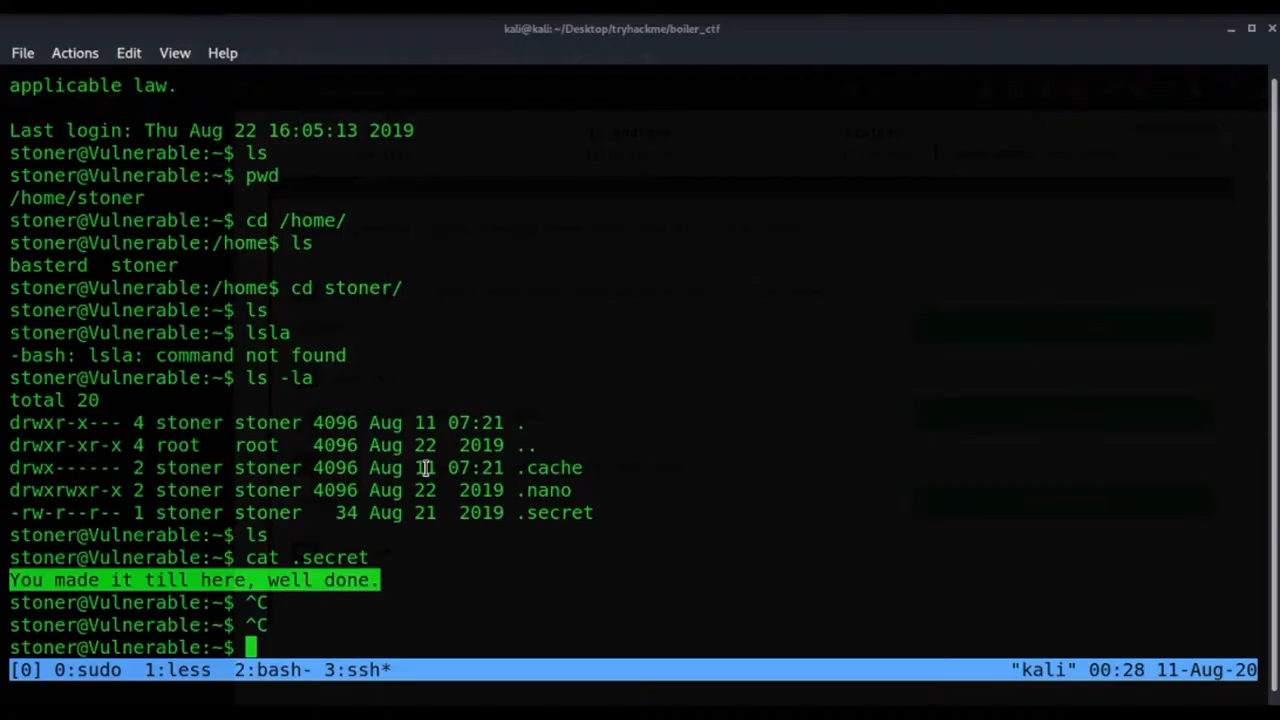 kali@kali: ~/Desktop/tryhackme/boiler_ctf
File Actions Edit View Help
applicable law.
Last login: Thu Aug 22 16:05:13 2019
stoner@Vulnerable:~$ ls
stoner@Vulnerable:~$ pwd
/home/stoner
stoner@Vulnerable:~$ cd /home/
stoner@Vulnerable:/home$ ls
basterd stoner
stoner@Vulnerable:/home$ cd stoner/
stoner@Vulnerable:~$ ls
stoner@Vulnerable:~$ lsla
-bash: lsla: command not found
stoner@Vulnerable:~$ ls -la
total 20
drwxr-x--- 4 stoner stoner 4096 Aug 11 07:21 .
drwxr-xr-x 4 root root 4096 Aug 22 2019 ..
drwx------ 2 stoner stoner 4096 Aug 11 07:21 .cache
drwxrwxr-x 2 stoner stoner 4096 Aug 22 2019 .nano
-rw-r--r-- 1 stoner stoner 34 Aug 21 2019 .secret
stoner@Vulnerable:~$ ls
stoner@Vulnerable:~$ cat .secret
You made it till here, well done.
stoner@Vulnerable:~$ ^C
stoner@Vulnerable:~$ ^C
stoner@Vulnerable:~$
[0] 0:sudo 1:less 2:bash- 3:ssh* "kali" 00:28 11-Aug-20